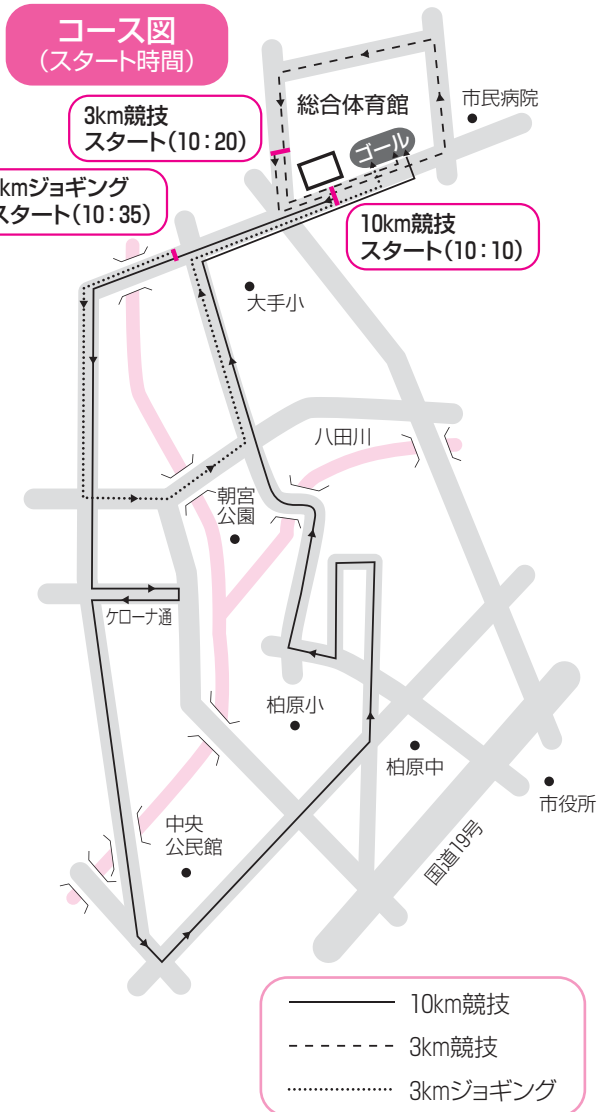 コース図
(スタート時間)
3km競技
スタート(10:20)
総合体育館
市民病院
ゴール
kmジョギング
スタート(10:35)
10km競技
スタート(10:10)
大手小
八田川
朝宮
公園
ケローナ通
柏原小
柏原中
市役所
中央
公民館
国道19号
10km競技
3km競技
3kmジョギング